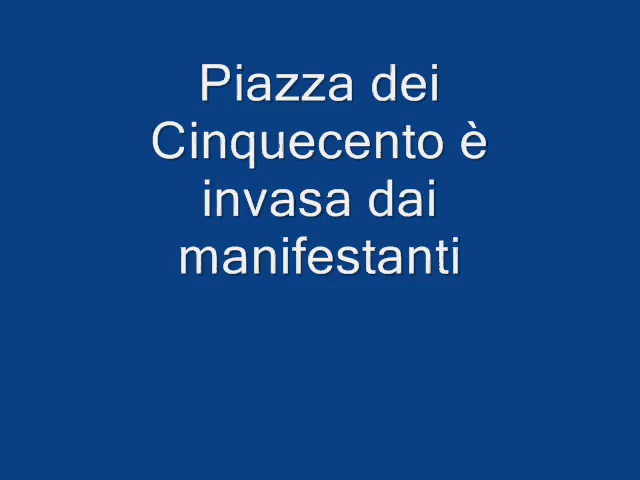 Piazza dei
Cinquecento è
invasa dai
manifestanti